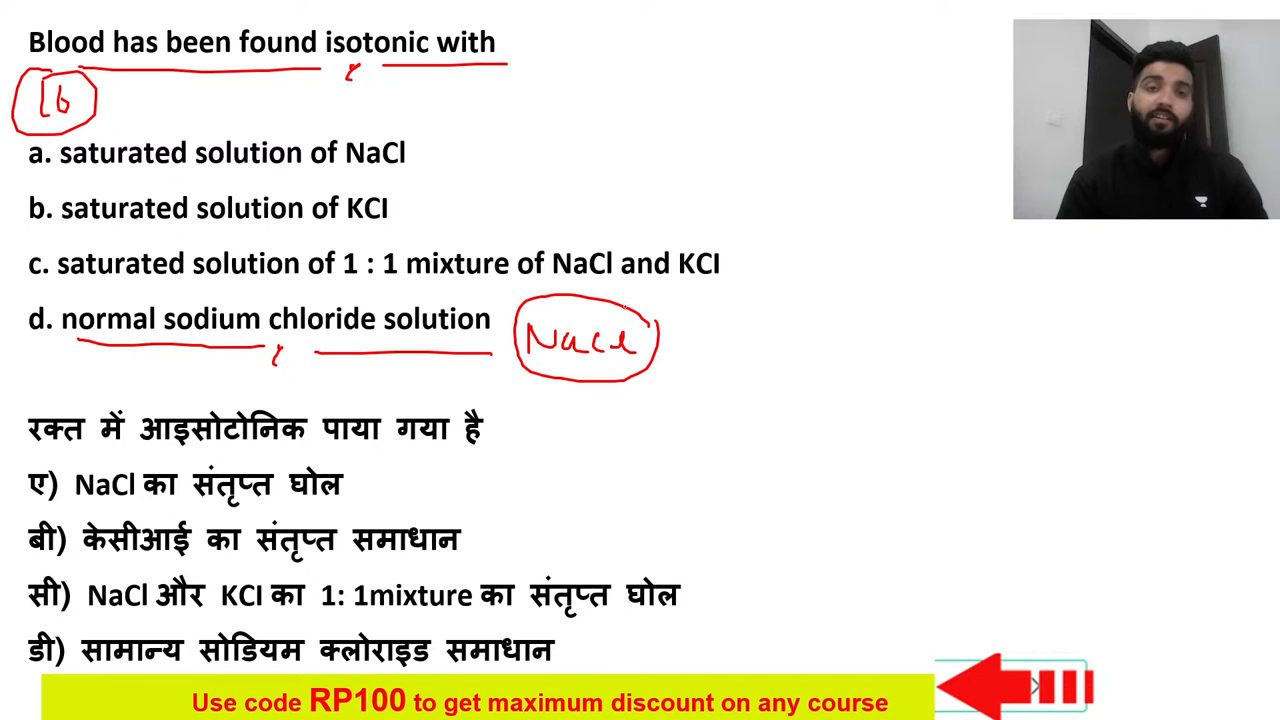 Blood has been found isotonic with
16
a. saturated solution of NaCl
b. saturated solution of KCI
c. saturated solution of 1 : 1 mixture of NaCl and KCI
d. normal sodium chloride solution
NaCl
रक्त में आइसोटोनिक पाया गया है
ए) NaCl का संतृप्त घोल
बी) केसीआई का संतृप्त समाधान
सी) NaCl और KCI का 1: 1mixture का संतृप्त घोल
डी) सामान्य सोडियम क्लोराइड समाधान
Use code RP100 to get maximum discount on any course